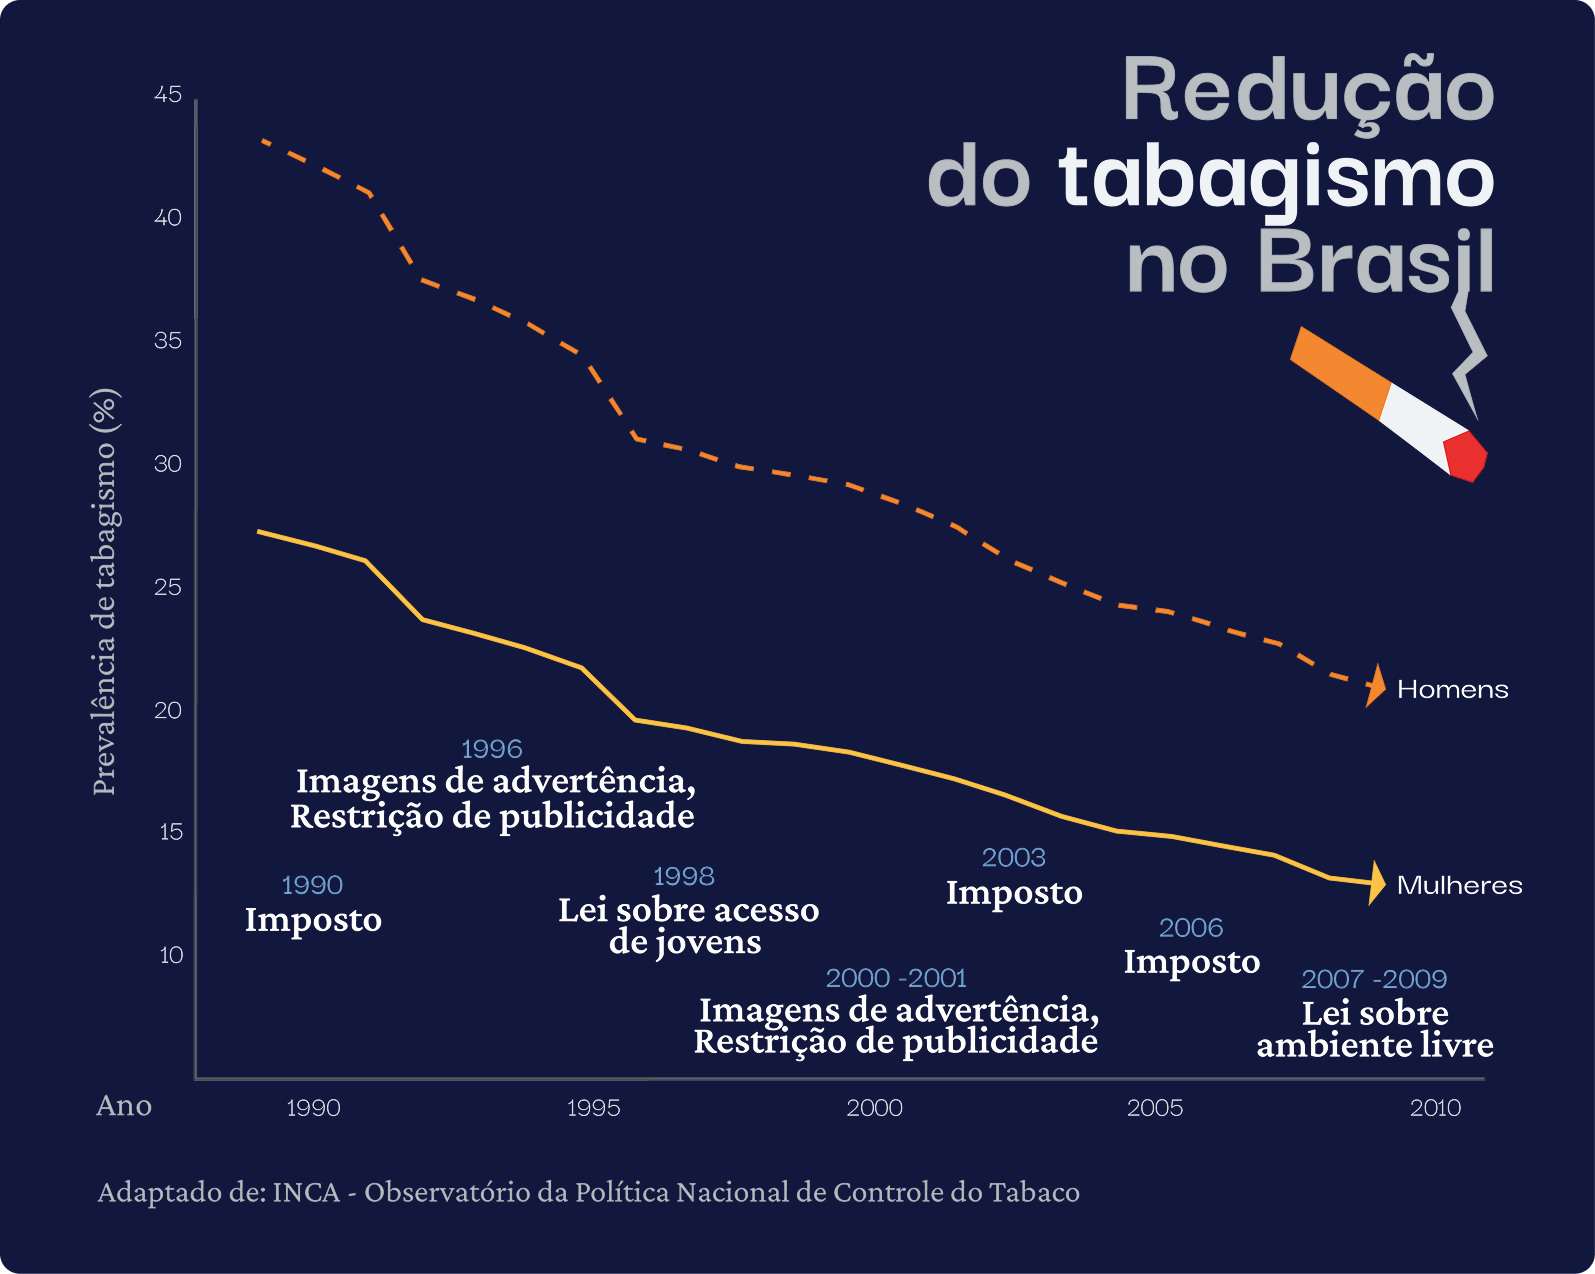 Redução
do tabagismo
no Brasil
Prevalência de tabagismo (%)
45
40
35
30
25
20
15
10
Homens
Mulheres
1996
Imagens de advertência,
Restrição de publicidade
1990
Imposto
1998
Lei sobre acesso
de jovens
2003
Imposto
2006
Imposto
2000 -2001
Imagens de advertência,
Restrição de publicidade
2007 -2009
Lei sobre
ambiente livre
Ano 1990 1995 2000 2005 2010
Adaptado de: INCA - Observatório da Política Nacional de Controle do Tabaco